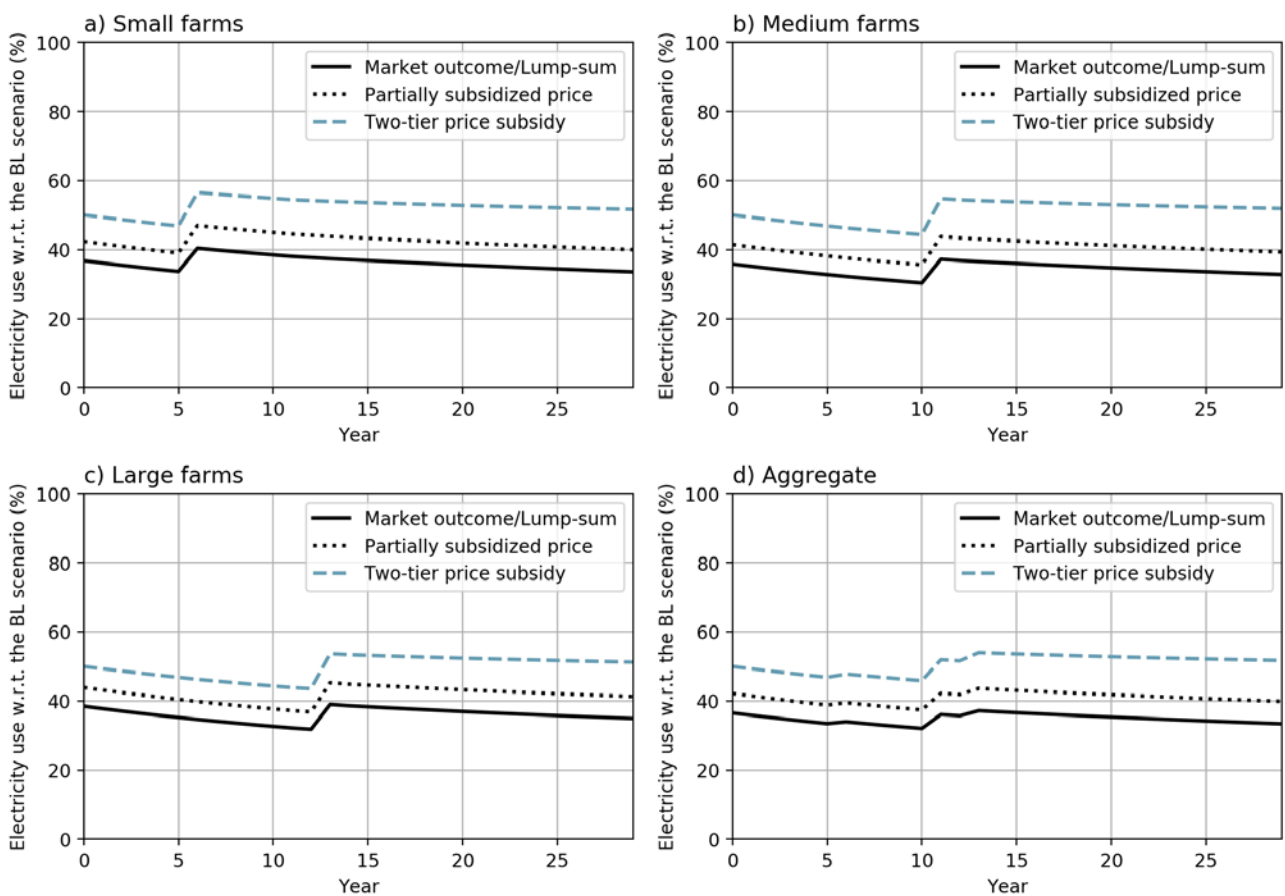 a) Small farms
Electricity use w.r.t. the BL scenario (%)
100
80
60
40
20
0
Market outcome/Lump-sum
Partially subsidized price
Two-tier price subsidy
0 5 10 15 20 25
Year
b) Medium farms
Electricity use w.r.t. the BL scenario (%)
100
80
60
40
20
0
Market outcome/Lump-sum
Partially subsidized price
Two-tier price subsidy
0 5 10 15 20 25
Year
c) Large farms
Electricity use w.r.t. the BL scenario (%)
100
80
60
40
20
0
Market outcome/Lump-sum
Partially subsidized price
Two-tier price subsidy
0 5 10 15 20 25
Year
d) Aggregate
Electricity use w.r.t. the BL scenario (%)
100
80
60
40
20
0
Market outcome/Lump-sum
Partially subsidized price
Two-tier price subsidy
0 5 10 15 20 25
Year